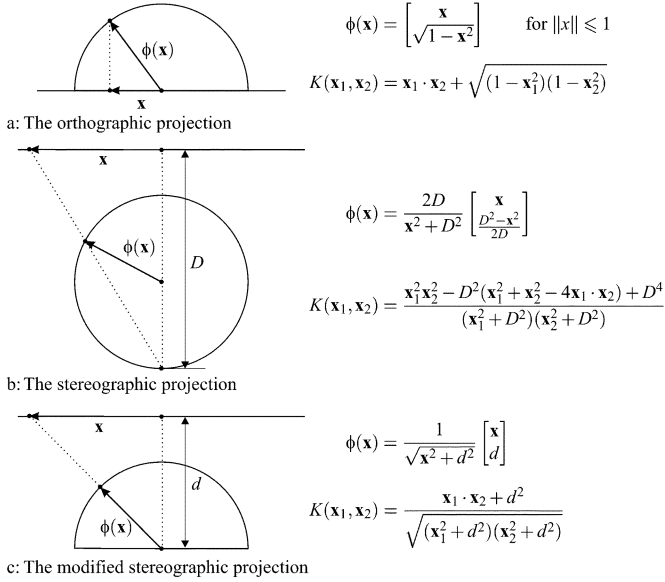 ϕ(x) = [ x ; √(1 − x²) ]   for ||x|| ⩽ 1
ϕ(x)
x
K(x₁, x₂) = x₁ · x₂ + √((1 − x₁²)(1 − x₂²))
a: The orthographic projection
x
ϕ(x)
D
ϕ(x) = 2D/(x² + D²) [ x ; (D² − x²)/2D ]
K(x₁, x₂) = (x₁²x₂² − D²(x₁² + x₂² − 4x₁ · x₂) + D⁴)/((x₁² + D²)(x₂² + D²))
b: The stereographic projection
x
d
ϕ(x)
ϕ(x) = 1/√(x² + d²) [ x ; d ]
K(x₁, x₂) = (x₁ · x₂ + d²)/√((x₁² + d²)(x₂² + d²))
c: The modified stereographic projection